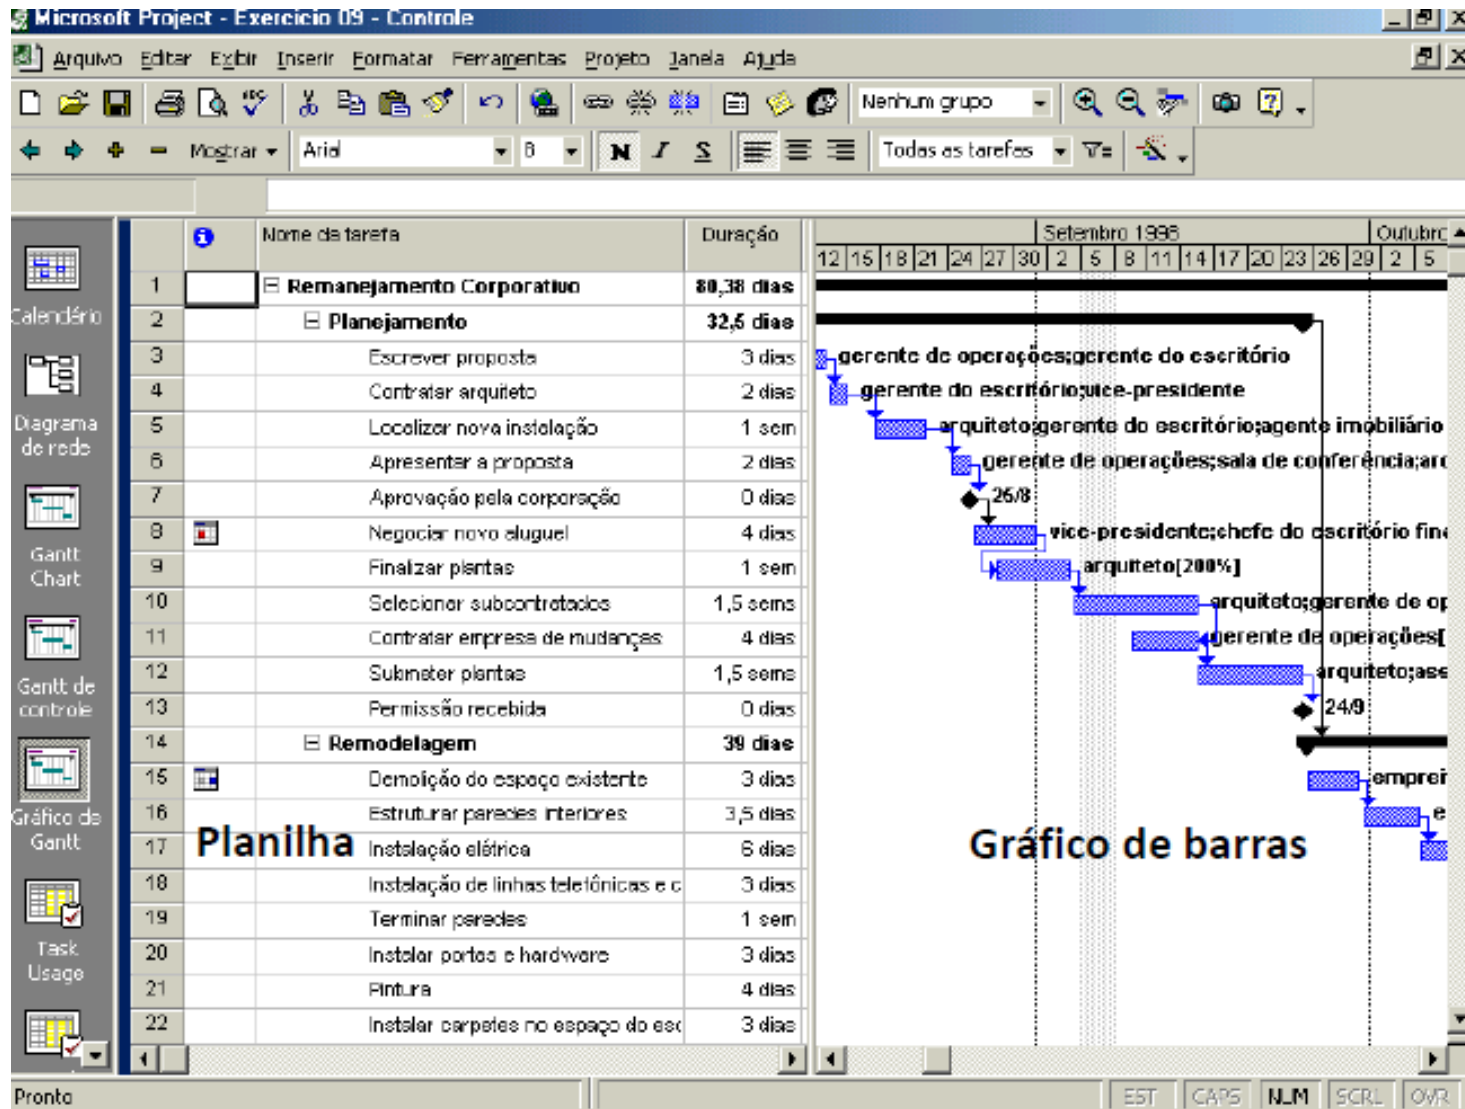 Microsoft Project - Exercício 09 - Controle
Arquivo Editar Exibir Inserir Formatar Ferramentas Projeto Janela Ajuda
Nenhum grupo
Mostrar Arial 8 N I S Todas as tarefas
Nome da tarefa Duração Setembro 1998 Outubro
12 15 18 21 24 27 30 2 5 8 11 14 17 20 23 26 29 2 5
1 Remanejamento Corporativo 80,38 dias
2 Planejamento 32,5 dias
3 Escrever proposta 3 dias gerente de operações;gerente do escritório
4 Contratar arquiteto 2 dias gerente do escritório;vice-presidente
5 Localizar nova instalação 1 sem arquiteto;gerente do escritório;agente imobiliário
6 Apresentar a proposta 2 dias gerente de operações;sala de conferência;arq
7 Aprovação pela corporação 0 dias 26/8
8 Negociar novo aluguel 4 dias vice-presidente;chefe do escritório fin
9 Finalizar plantas 1 sem arquiteto[200%]
10 Selecionar subcontratados 1,5 sems arquiteto;gerente de op
11 Contratar empresa de mudanças 4 dias gerente de operações[
12 Submeter plantas 1,5 sems arquiteto;ass
13 Permissão recebida 0 dias 24/9
14 Remodelagem 39 dias
15 Demolição do espaço existente 3 dias empreit
16 Estruturar paredes interiores 3,5 dias e
17 Instalação elétrica 6 dias
18 Instalação de linhas telefônicas e c 3 dias
19 Terminar paredes 1 sem
20 Instalar portas e hardware 3 dias
21 Pintura 4 dias
22 Instalar carpetes no espaço do esc 3 dias
Planilha
Gráfico de barras
Calendário
Diagrama
de rede
Gantt
Chart
Gantt de
controle
Gráfico de
Gantt
Task
Usage
Pronto EST CAPS NUM SCRL OVR